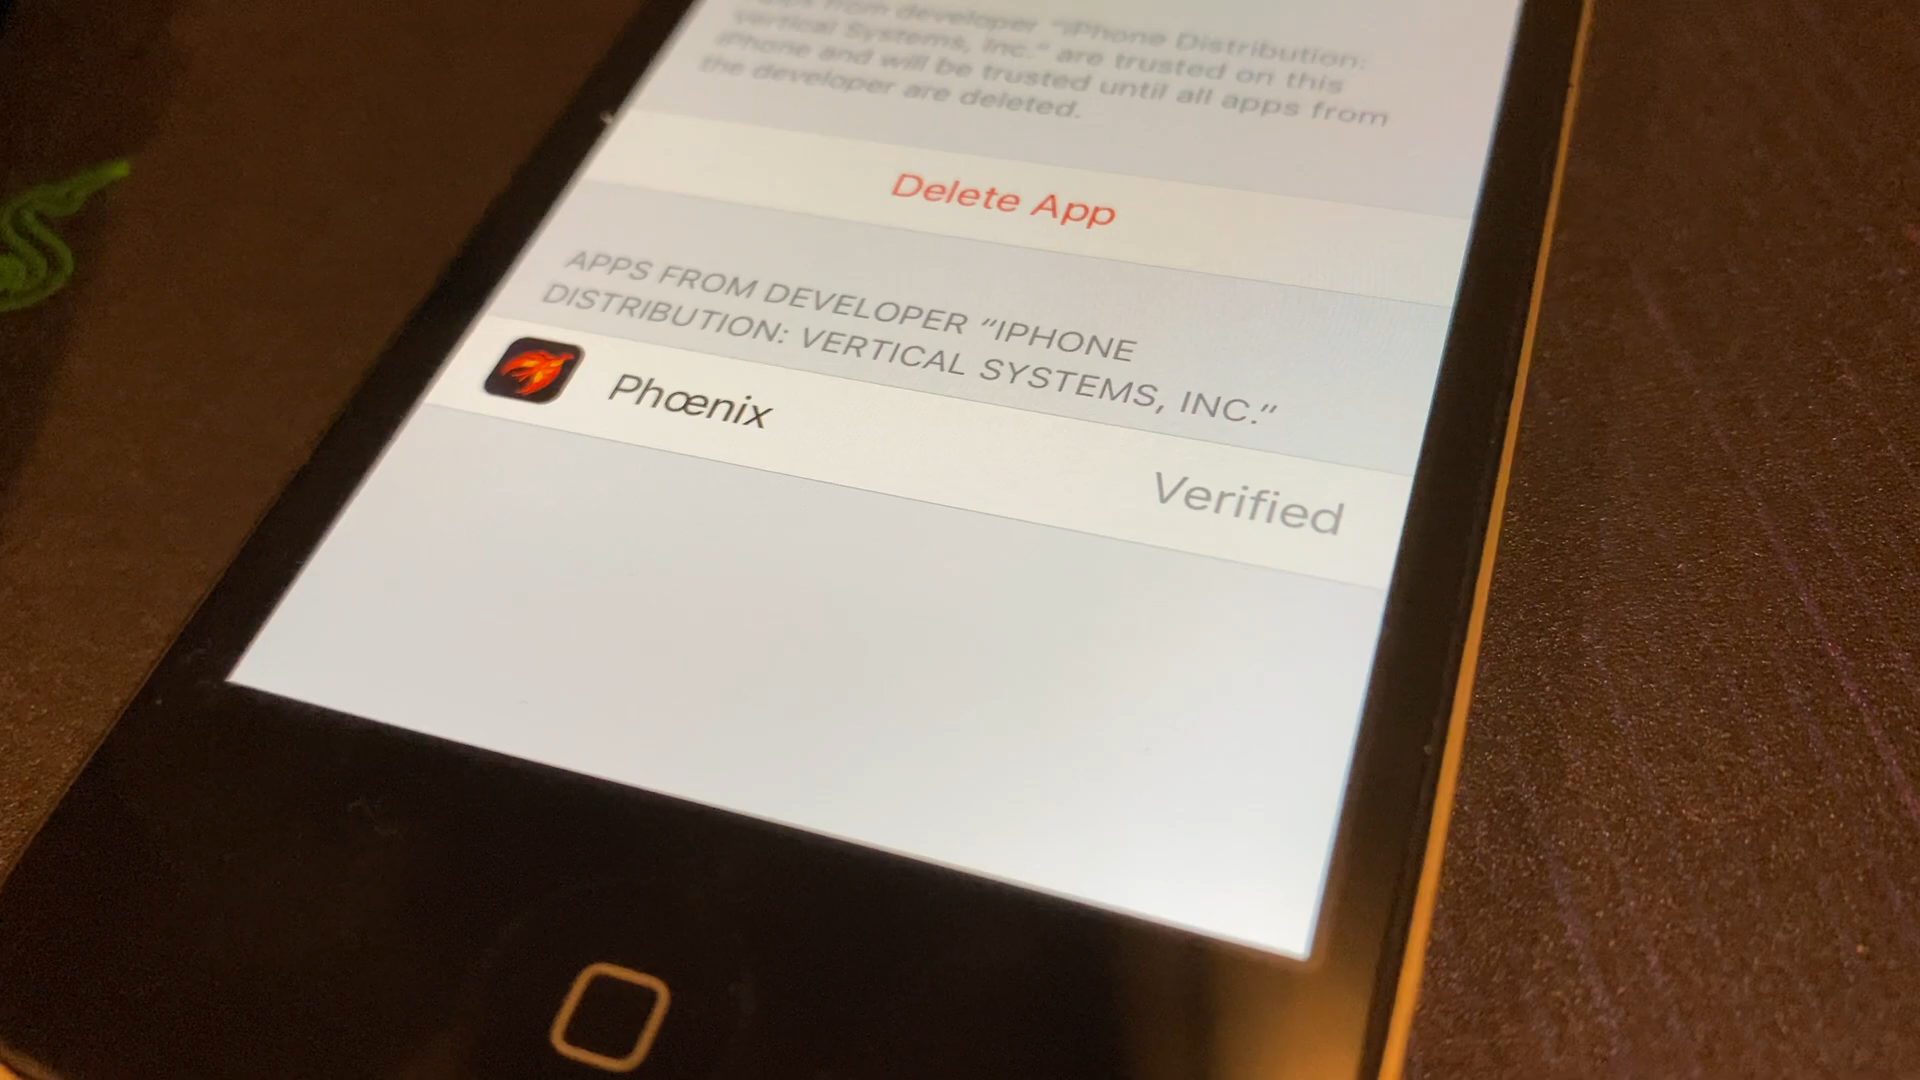 Apps from developer “iPhone Distribution:
Vertical Systems, Inc.” are trusted on this
iPhone and will be trusted until all apps from
the developer are deleted.
Delete App
APPS FROM DEVELOPER “IPHONE
DISTRIBUTION: VERTICAL SYSTEMS, INC.”
Phœnix
Verified